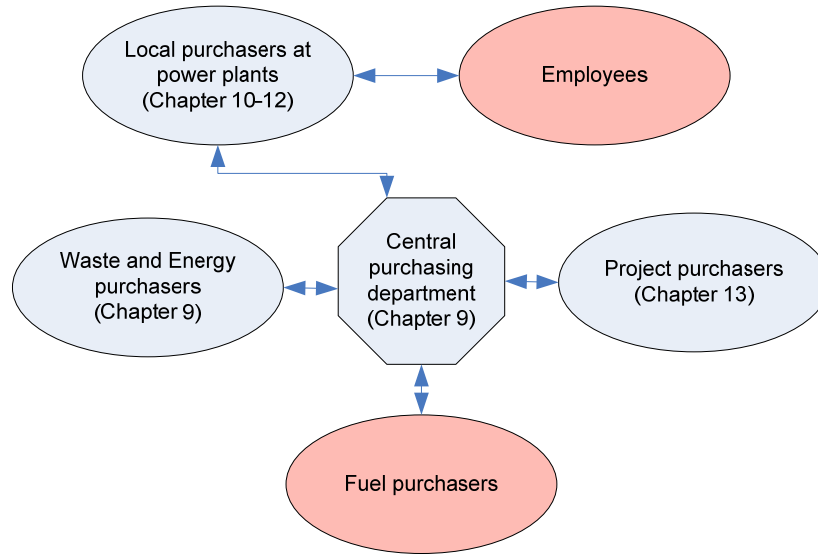 Local purchasers at
power plants
(Chapter 10-12)
Employees
Waste and Energy
purchasers
(Chapter 9)
Central
purchasing
department
(Chapter 9)
Project purchasers
(Chapter 13)
Fuel purchasers